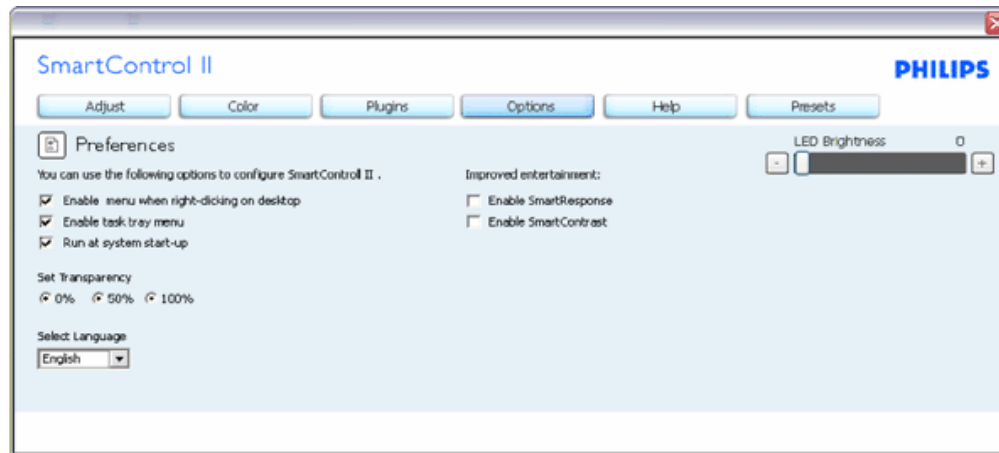 SmartControl II
PHILIPS
Adjust Color Plugins Options Help Presets
Preferences
LED Brightness 0
- +
You can use the following options to configure SmartControl II .
Improved entertainment:
Enable menu when right-clicking on desktop
Enable SmartResponse
Enable task tray menu
Enable SmartContrast
Run at system start-up
Set Transparency
0% 50% 100%
Select Language
English